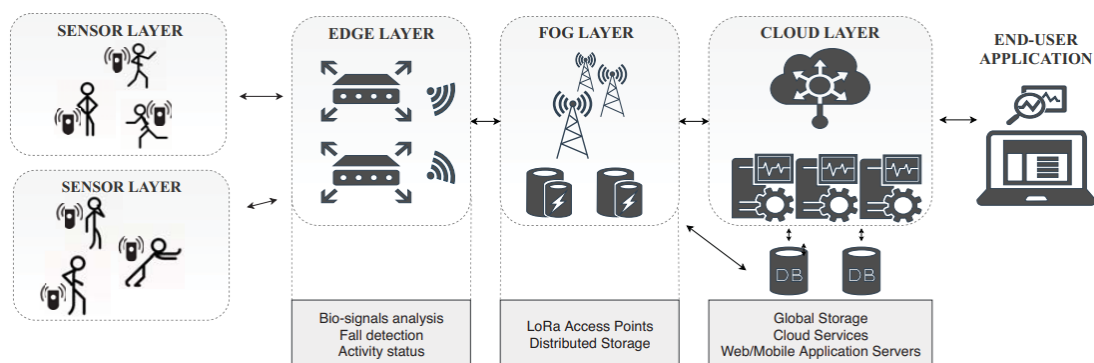 SENSOR LAYER
EDGE LAYER
FOG LAYER
CLOUD LAYER
END-USER
APPLICATION
SENSOR LAYER
DB
DB
Bio-signals analysis
Fall detection
Activity status
LoRa Access Points
Distributed Storage
Global Storage
Cloud Services
Web/Mobile Application Servers